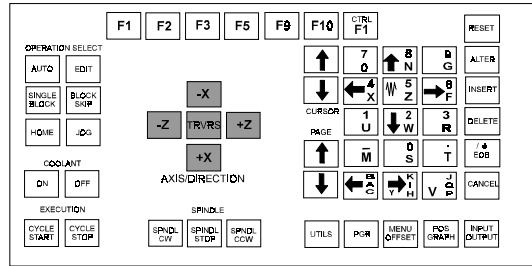 F1 F2 F3 F5 F9 F10 CTRL F1
RESET
OPERATION SELECT
AUTO EDIT
SINGLE BLOCK BLOCK SKIP
HOME JOG
COOLANT
ON OFF
EXECUTION
CYCLE START CYCLE STOP
-X
-Z TRVRS +Z
+X
AXIS/DIRECTION
SPINDLE
SPNDL CW SPNDL STOP SPNDL CCW
7 8 N 9 G ALTER
CURSOR
4 X 5 Z 6 F INSERT
PAGE
1 U 2 W 3 R DELETE
- M 0 S . T / # EOB
B A C Y K I H V J Q P CANCEL
UTILS PGR MENU OFFSET POS GRAPH INPUT OUTPUT